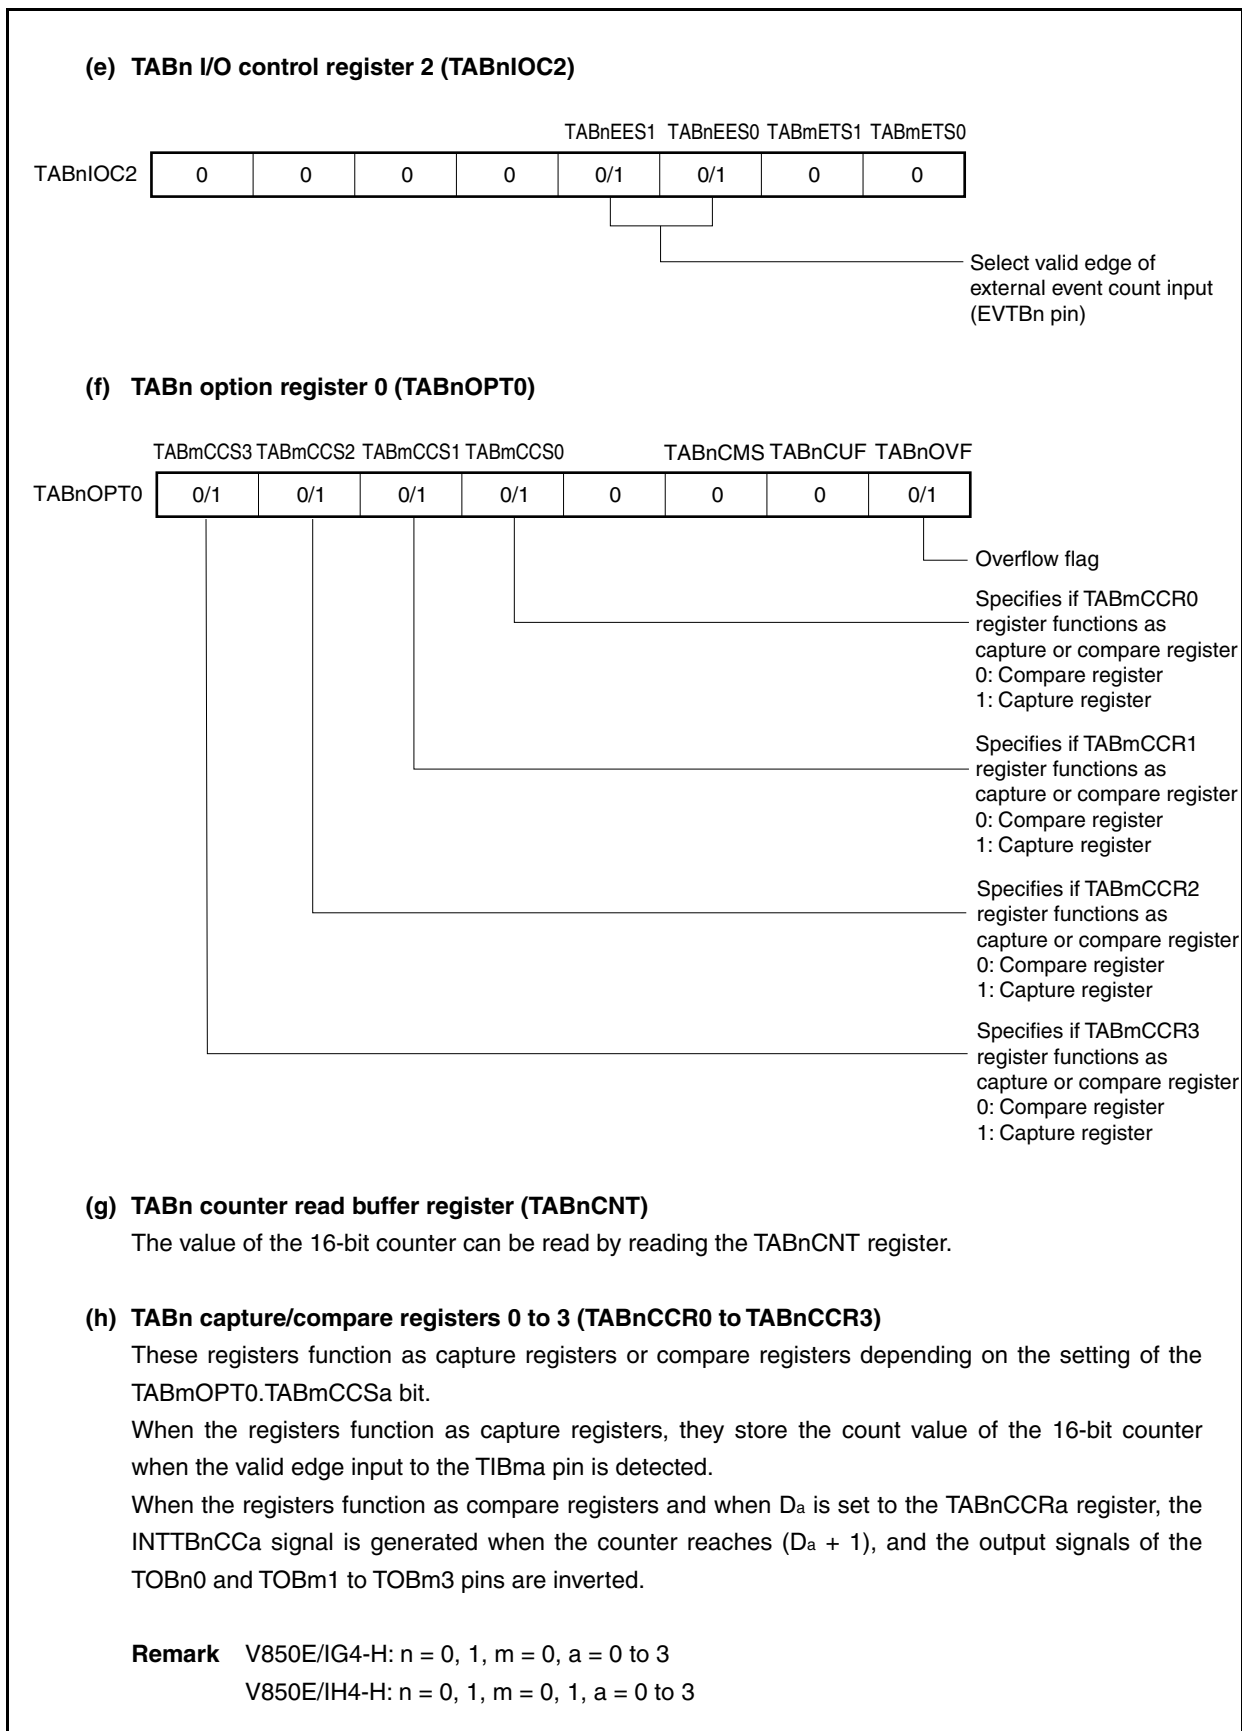 (e) TABn I/O control register 2 (TABnIOC2)
TABnEES1 TABnEES0 TABmETS1 TABmETS0
TABnIOC2 0 0 0 0 0/1 0/1 0 0
Select valid edge of
external event count input
(EVTBn pin)
(f) TABn option register 0 (TABnOPT0)
TABmCCS3 TABmCCS2 TABmCCS1 TABmCCS0 TABnCMS TABnCUF TABnOVF
TABnOPT0 0/1 0/1 0/1 0/1 0 0 0 0/1
Overflow flag
Specifies if TABmCCR0
register functions as
capture or compare register
0: Compare register
1: Capture register
Specifies if TABmCCR1
register functions as
capture or compare register
0: Compare register
1: Capture register
Specifies if TABmCCR2
register functions as
capture or compare register
0: Compare register
1: Capture register
Specifies if TABmCCR3
register functions as
capture or compare register
0: Compare register
1: Capture register
(g) TABn counter read buffer register (TABnCNT)
The value of the 16-bit counter can be read by reading the TABnCNT register.
(h) TABn capture/compare registers 0 to 3 (TABnCCR0 to TABnCCR3)
These registers function as capture registers or compare registers depending on the setting of the
TABmOPT0.TABmCCSa bit.
When the registers function as capture registers, they store the count value of the 16-bit counter
when the valid edge input to the TIBma pin is detected.
When the registers function as compare registers and when Da is set to the TABnCCRa register, the
INTTBnCCa signal is generated when the counter reaches (Da + 1), and the output signals of the
TOBn0 and TOBm1 to TOBm3 pins are inverted.
Remark V850E/IG4-H: n = 0, 1, m = 0, a = 0 to 3
V850E/IH4-H: n = 0, 1, m = 0, 1, a = 0 to 3